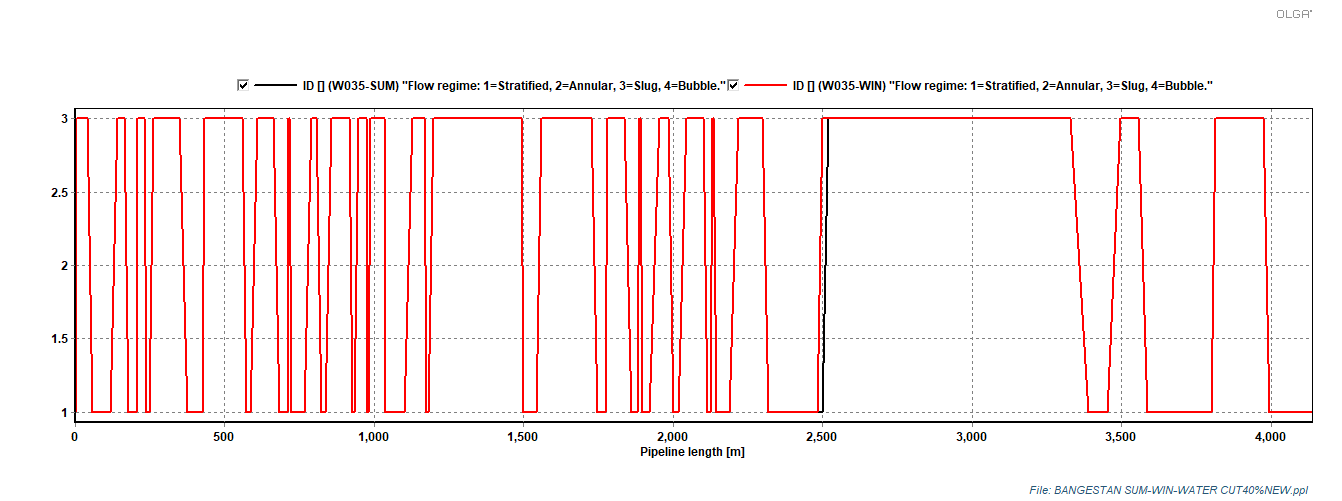 OLGA
ID [] (W035-SUM) "Flow regime: 1=Stratified, 2=Annular, 3=Slug, 4=Bubble." ID [] (W035-WIN) "Flow regime: 1=Stratified, 2=Annular, 3=Slug, 4=Bubble."
3
2.5
2
1.5
1
0 500 1,000 1,500 2,000 2,500 3,000 3,500 4,000
Pipeline length [m]
File: BANGESTAN SUM-WIN-WATER CUT40%NEW.ppl